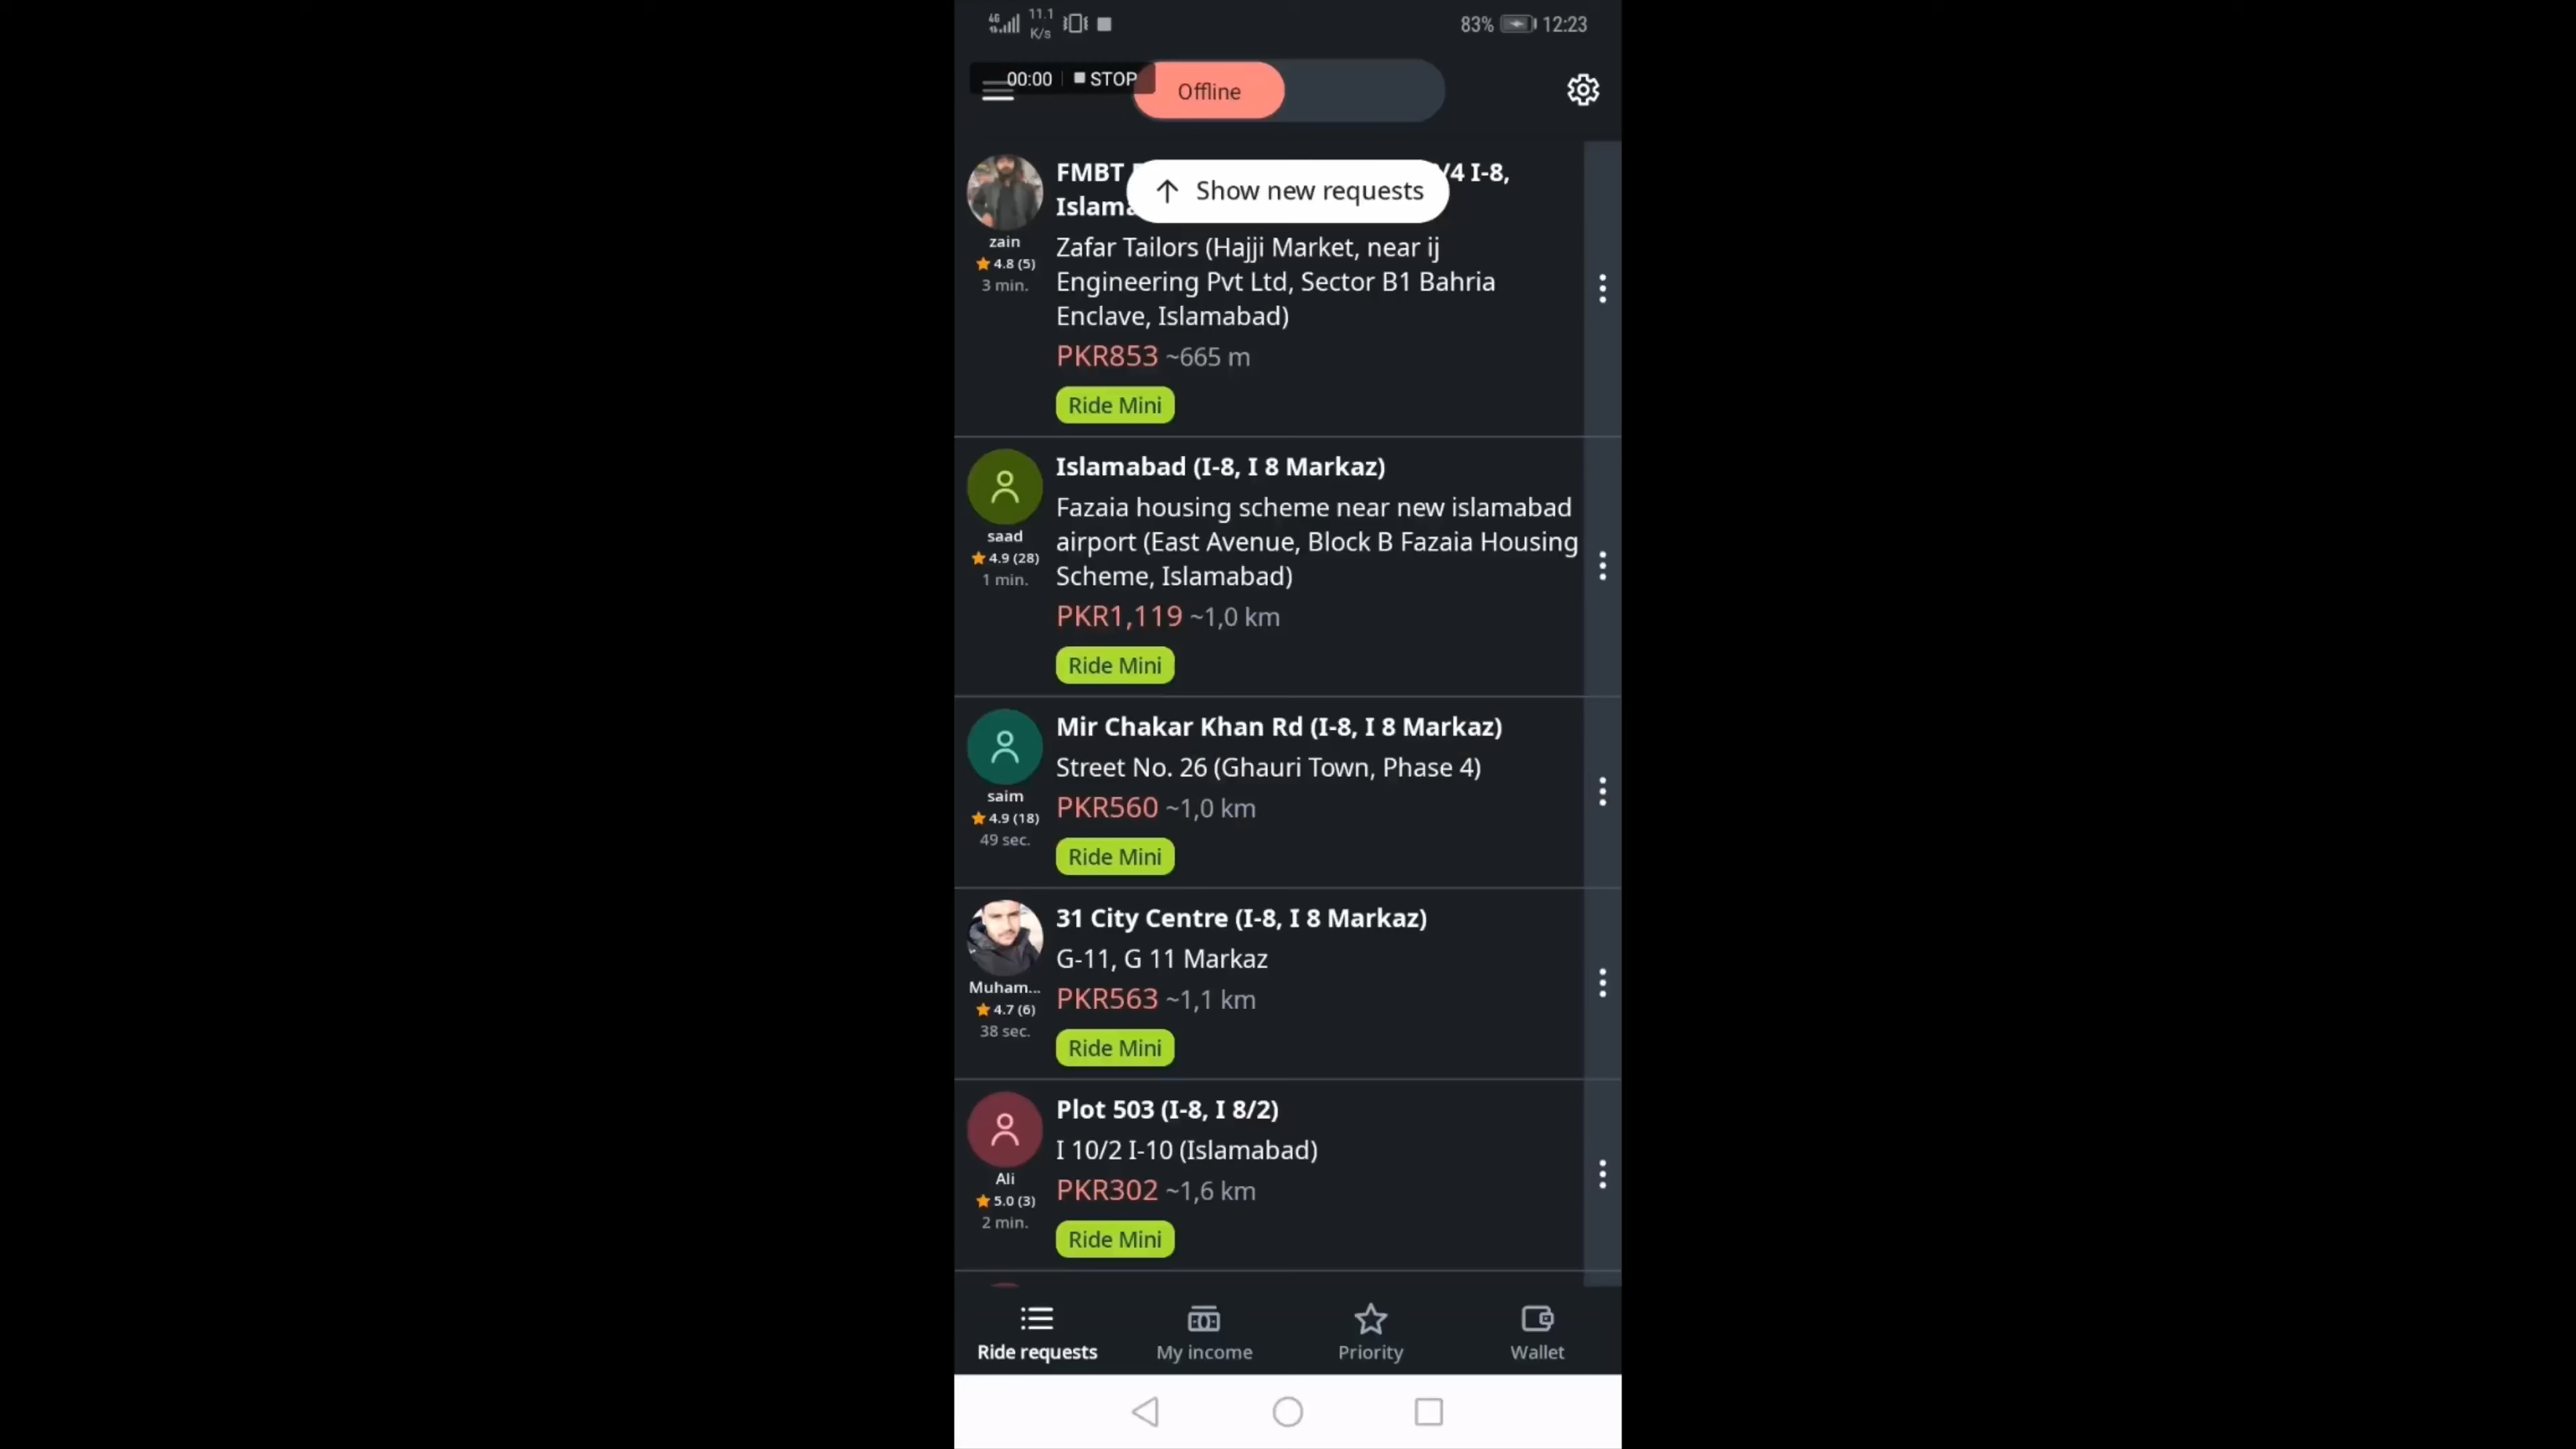 4G 11.1 K/s 83% 12:23
00:00 STOP Offline
FMBT /4 I-8,
Show new requests
zain
4.8 (5)
3 min.
Zafar Tailors (Hajji Market, near ij
Engineering Pvt Ltd, Sector B1 Bahria
Enclave, Islamabad)
PKR853 ~665 m
Ride Mini
Islamabad (I-8, I 8 Markaz)
saad
4.9 (28)
1 min.
Fazaia housing scheme near new islamabad
airport (East Avenue, Block B Fazaia Housing
Scheme, Islamabad)
PKR1,119 ~1,0 km
Ride Mini
Mir Chakar Khan Rd (I-8, I 8 Markaz)
saim
4.9 (18)
49 sec.
Street No. 26 (Ghauri Town, Phase 4)
PKR560 ~1,0 km
Ride Mini
31 City Centre (I-8, I 8 Markaz)
Muham...
4.7 (6)
38 sec.
G-11, G 11 Markaz
PKR563 ~1,1 km
Ride Mini
Plot 503 (I-8, I 8/2)
Ali
5.0 (3)
2 min.
I 10/2 I-10 (Islamabad)
PKR302 ~1,6 km
Ride Mini
Ride requests My income Priority Wallet